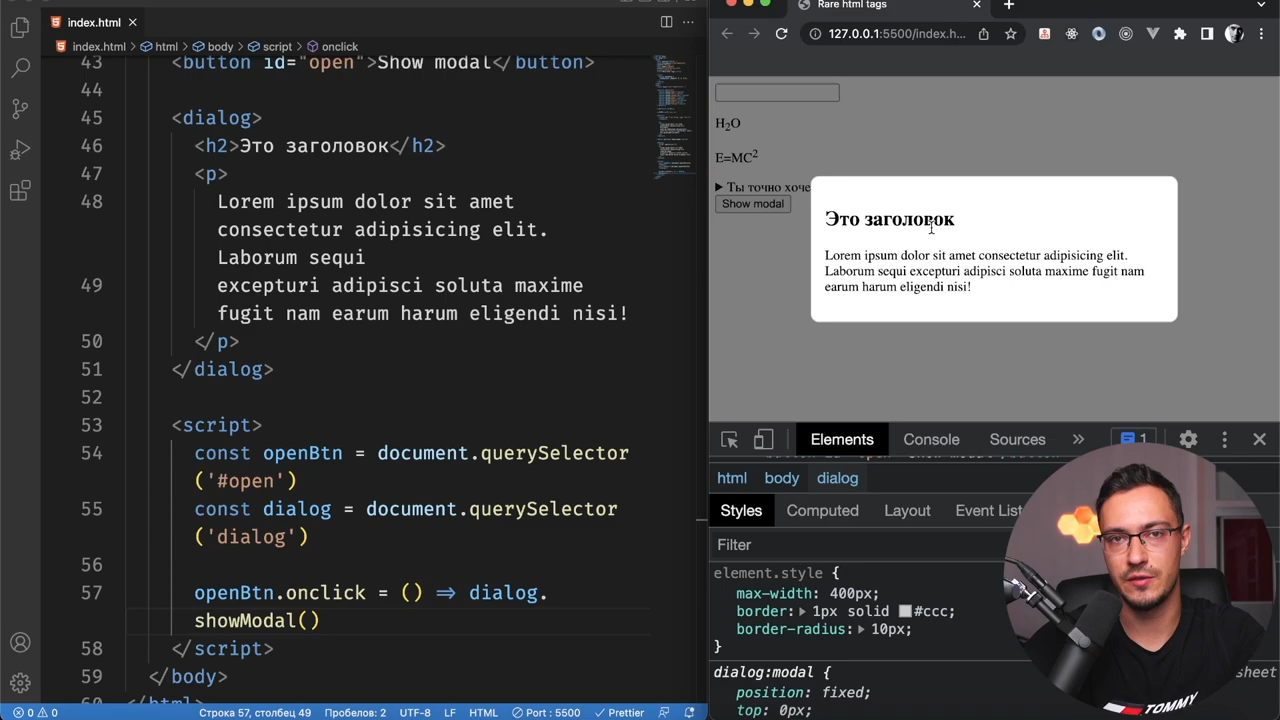 index.html
index.html > html > body > script > onclick
43 <button id="open">Show modal</button>
44
45 <dialog>
46 <h2>Это заголовок</h2>
47 <p>
48 Lorem ipsum dolor sit amet
consectetur adipisicing elit.
Laborum sequi
49 excepturi adipisci soluta maxime
fugit nam earum harum eligendi nisi!
50 </p>
51 </dialog>
52
53 <script>
54 const openBtn = document.querySelector
('#open')
55 const dialog = document.querySelector
('dialog')
56
57 openBtn.onclick = () => dialog.
showModal()
58 </script>
59 </body>
60 </html>
0 0
Строка 57, столбец 49
Пробелов: 2
UTF-8
LF
HTML
Port : 5500
Prettier
Rare html tags
127.0.0.1:5500/index.h...
H2O
E=MC2
Ты точно хоче
Show modal
Это заголовок
Lorem ipsum dolor sit amet consectetur adipisicing elit.
Laborum sequi excepturi adipisci soluta maxime fugit nam
earum harum eligendi nisi!
Elements
Console
Sources
1
html
body
dialog
Styles
Computed
Layout
Event List
Filter
element.style {
max-width: 400px;
border: 1px solid #ccc;
border-radius: 10px;
}
dialog:modal {
sheet
position: fixed;
top: 0px;
TOMMY